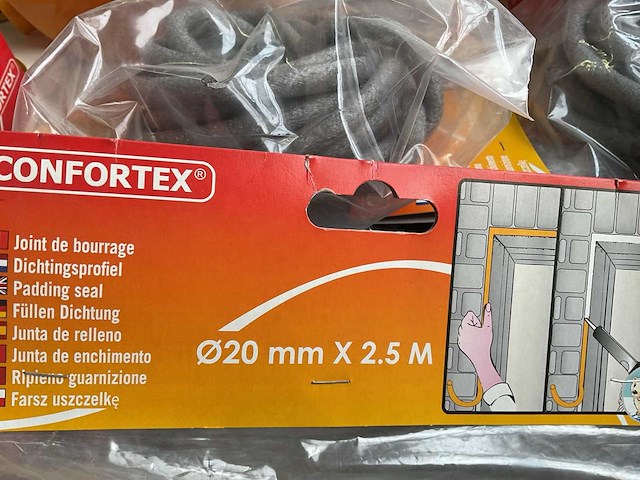 CONFORTEX®
Joint de bourrage
Dichtingsprofiel
Padding seal
Füllen Dichtung
Junta de relleno
Junta de enchimento
Ripieno guarnizione
Farsz uszczelkę
Ø20 mm X 2.5 M